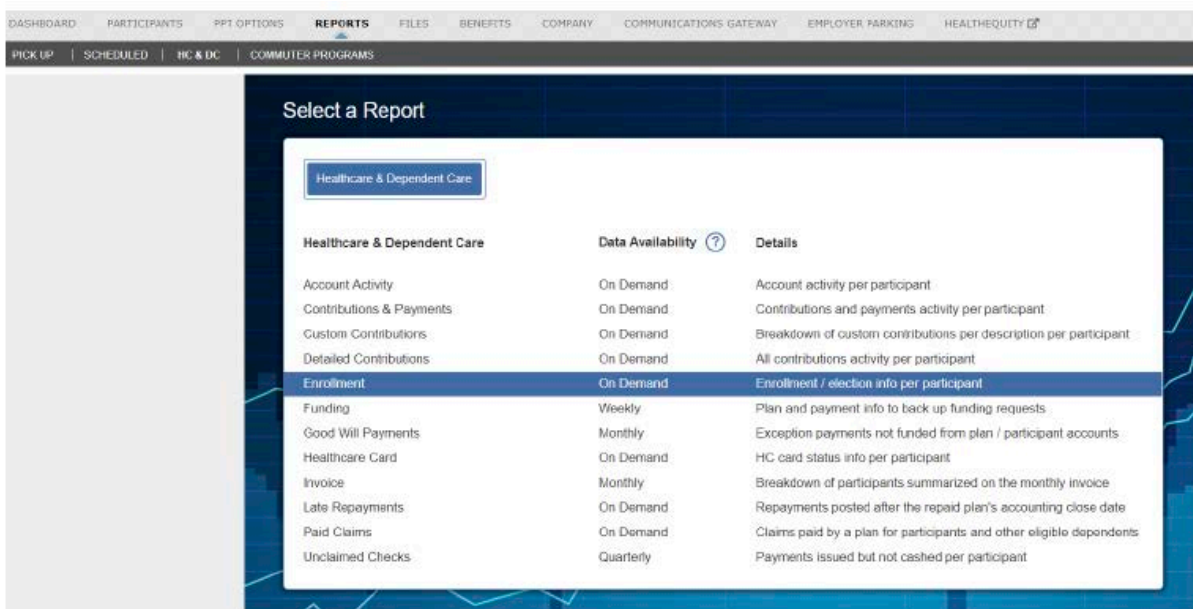 DASHBOARD PARTICIPANTS PPT OPTIONS REPORTS FILES BENEFITS COMPANY COMMUNICATIONS GATEWAY EMPLOYER PARKING HEALTHEQUITY
PICK UP | SCHEDULED | HC & DC | COMMUTER PROGRAMS
Select a Report
Healthcare & Dependent Care
Healthcare & Dependent Care Data Availability ? Details
Account Activity On Demand Account activity per participant
Contributions & Payments On Demand Contributions and payments activity per participant
Custom Contributions On Demand Breakdown of custom contributions per description per participant
Detailed Contributions On Demand All contributions activity per participant
Enrollment On Demand Enrollment / election info per participant
Funding Weekly Plan and payment info to back up funding requests
Good Will Payments Monthly Exception payments not funded from plan / participant accounts
Healthcare Card On Demand HC card status info per participant
Invoice Monthly Breakdown of participants summarized on the monthly invoice
Late Repayments On Demand Repayments posted after the repaid plan's accounting close date
Paid Claims On Demand Claims paid by a plan for participants and other eligible dependents
Unclaimed Checks Quarterly Payments issued but not cashed per participant